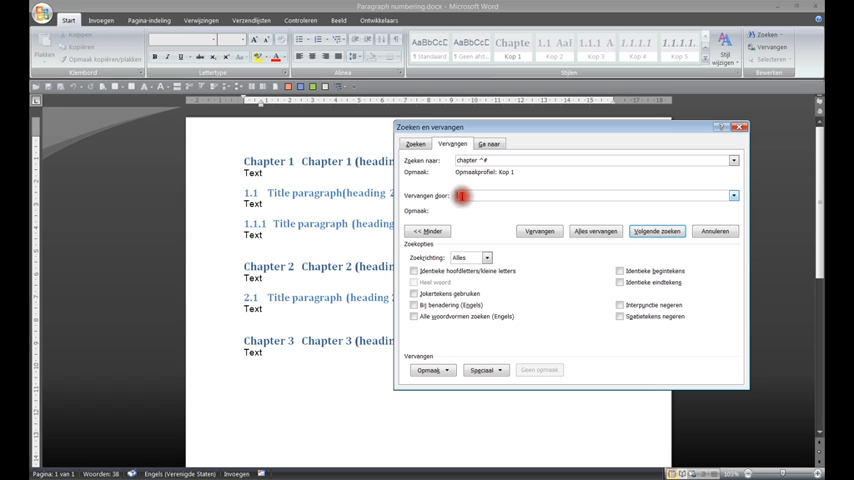 Paragraph numbering.docx - Microsoft Word
Start Invoegen Pagina-indeling Verwijzingen Verzendlijsten Controleren Beeld Ontwikkelaars
Plakken
Knippen
Kopiëren
Opmaak kopiëren/plakken
Klembord
Lettertype
Alinea
AaBbCcD AaBbCcD Chapte 1.1 Aaf 1.1.1 A 1.1.1.1 1.1.1.1.
¶ Standaard ¶ Geen afst... Kop 1 Kop 2 Kop 3 Kop 4 Kop 5
Stijl wijzigen
Stijlen
Zoeken
Vervangen
Selecteren
Bewerken
Chapter 1 Chapter 1 (heading
Text
1.1 Title paragraph(heading 2
Text
1.1.1 Title paragraph (heading
Text
Chapter 2 Chapter 2 (heading
Text
2.1 Title paragraph (heading 2
Text
Chapter 3 Chapter 3 (heading
Text
Zoeken en vervangen
Zoeken Vervangen Ga naar
Zoeken naar: chapter ^#
Opmaak: Opmaakprofiel: Kop 1
Vervangen door:
Opmaak:
<< Minder Vervangen Alles vervangen Volgende zoeken Annuleren
Zoekopties
Zoekrichting: Alles
Identieke hoofdletters/kleine letters
Heel woord
Jokertekens gebruiken
Bij benadering (Engels)
Alle woordvormen zoeken (Engels)
Identieke begintekens
Identieke eindtekens
Interpunctie negeren
Spatietekens negeren
Vervangen
Opmaak Speciaal Geen opmaak
Pagina: 1 van 1 Woorden: 38 Engels (Verenigde Staten) Invoegen